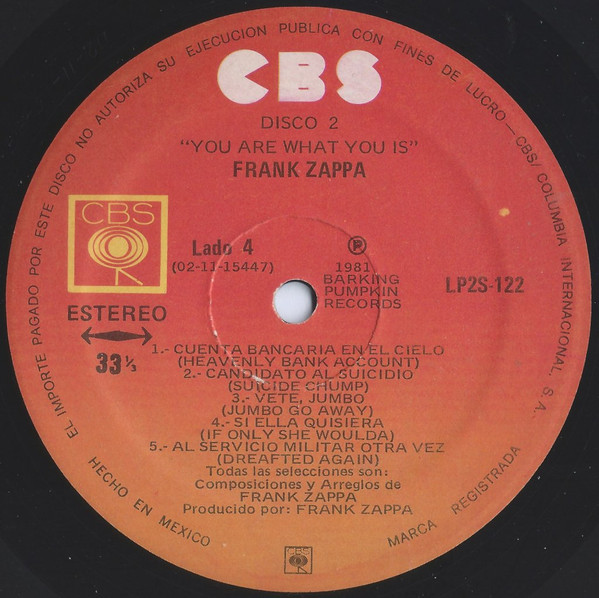 EL IMPORTE PAGADO POR ESTE DISCO NO AUTORIZA SU EJECUCION PUBLICA CON FINES DE LUCRO—CBS/COLUMBIA INTERNACIONAL, S.A.
CBS
DISCO 2
"YOU ARE WHAT YOU IS"
FRANK ZAPPA
CBS
Lado 4
(02-11-15447)
℗
1981
BARKING
PUMPKIN
RECORDS
LP2S-122
ESTEREO
33 ⅓
1.- CUENTA BANCARIA EN EL CIELO
(HEAVENLY BANK ACCOUNT)
2.- CANDIDATO AL SUICIDIO
(SUICIDE CHUMP)
3.- VETE, JUMBO
(JUMBO GO AWAY)
4.- SI ELLA QUISIERA
(IF ONLY SHE WOULDA)
5.- AL SERVICIO MILITAR OTRA VEZ
(DREAFTED AGAIN)
Todas las selecciones son:
Composiciones y Arreglos de
FRANK ZAPPA
Producido por: FRANK ZAPPA
HECHO EN MEXICO
CBS
MARCA REGISTRADA